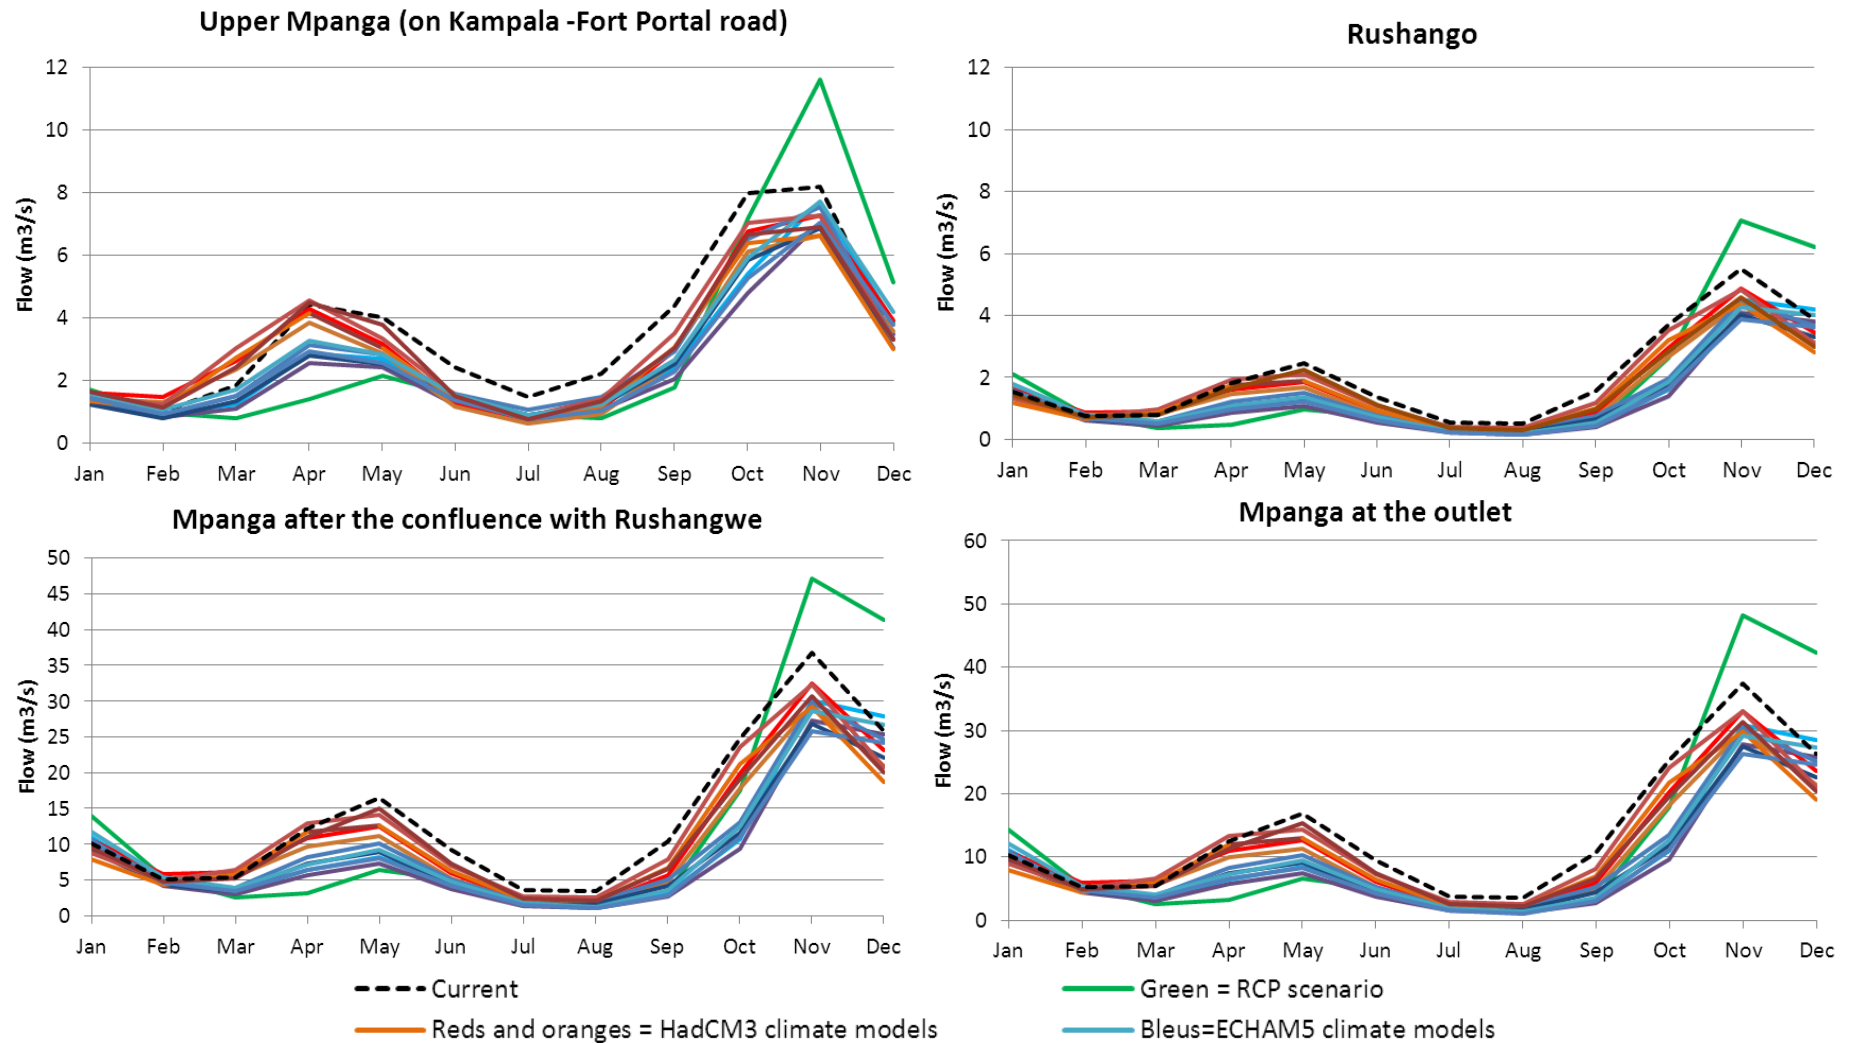 Upper Mpanga (on Kampala -Fort Portal road)
12
10
8
6
4
2
0
Flow (m3/s)
Jan Feb Mar Apr May Jun Jul Aug Sep Oct Nov Dec
Rushango
12
10
8
6
4
2
0
Flow (m3/s)
Jan Feb Mar Apr May Jun Jul Aug Sep Oct Nov Dec
Mpanga after the confluence with Rushangwe
50
45
40
35
30
25
20
15
10
5
0
Flow (m3/s)
Jan Feb Mar Apr May Jun Jul Aug Sep Oct Nov Dec
Mpanga at the outlet
60
50
40
30
20
10
0
Flow (m3/s)
Jan Feb Mar Apr May Jun Jul Aug Sep Oct Nov Dec
Current
Green = RCP scenario
Reds and oranges = HadCM3 climate models
Bleus=ECHAM5 climate models